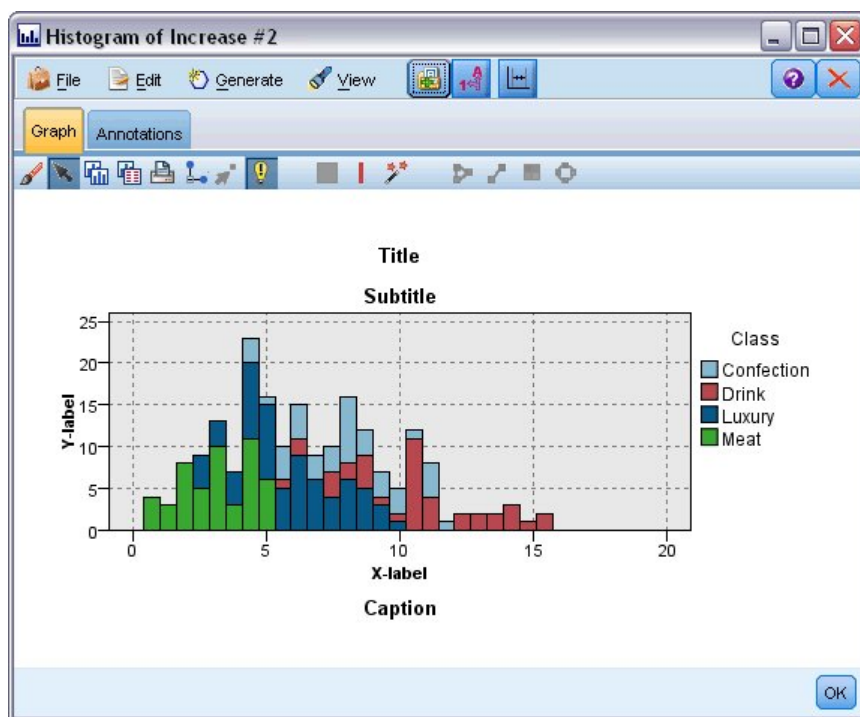 Histogram of Increase #2
File Edit Generate View
Graph Annotations
Title
Subtitle
25
20
15
10
5
0
Y-label
0 5 10 15 20
X-label
Caption
Class
Confection
Drink
Luxury
Meat
OK